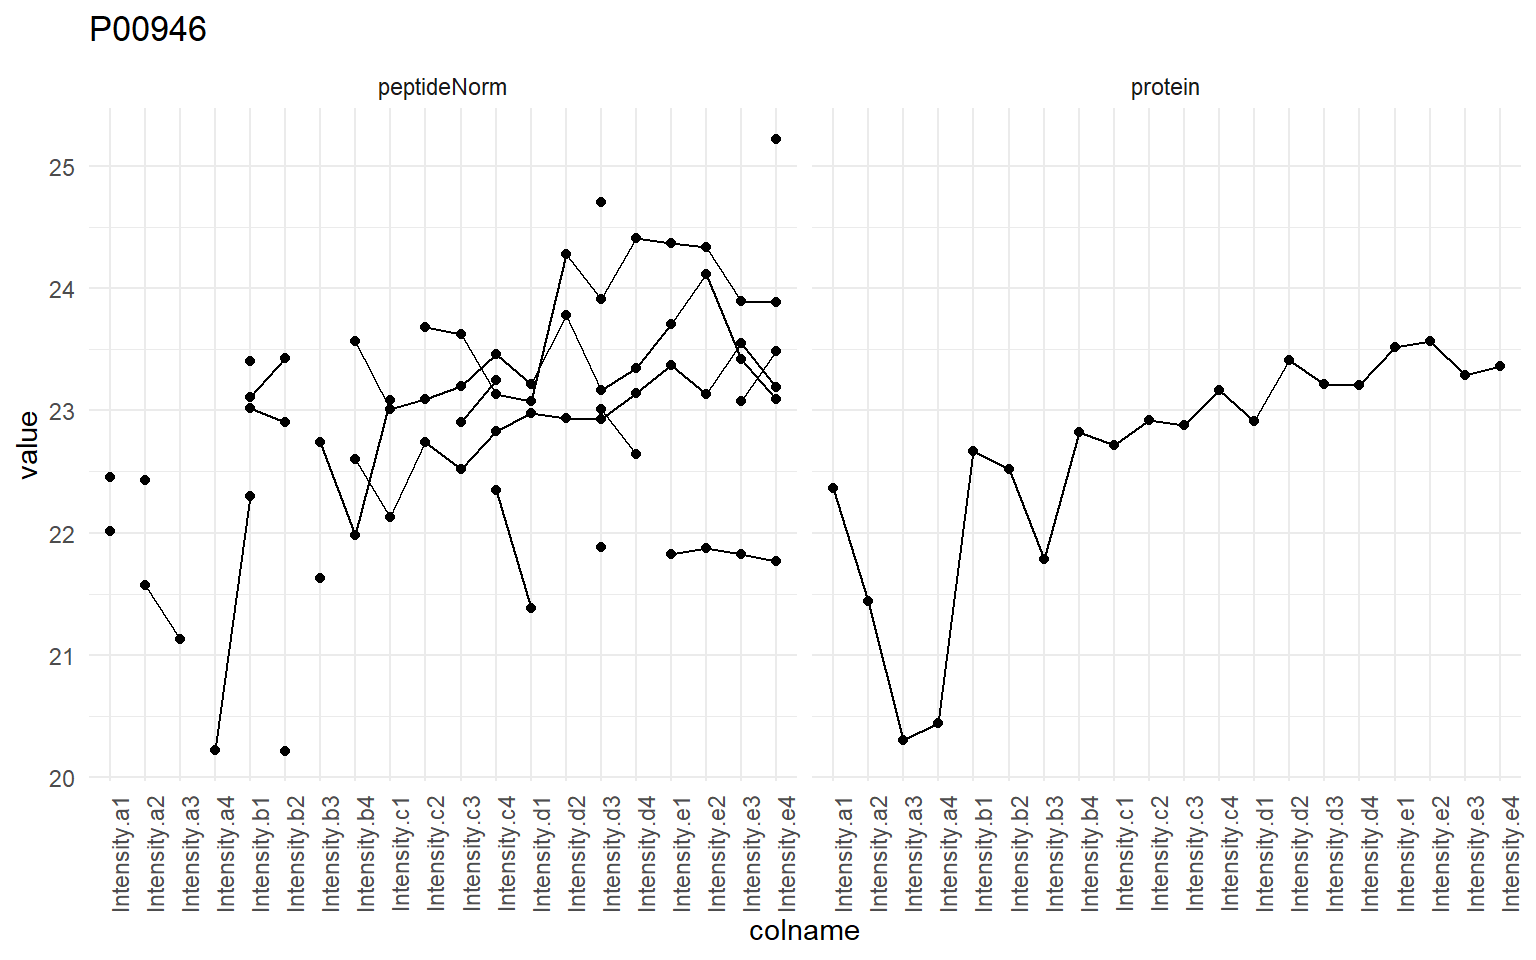 P00946
peptideNorm
protein
value
25
24
23
22
21
20
Intensity.a1
Intensity.a2
Intensity.a3
Intensity.a4
Intensity.b1
Intensity.b2
Intensity.b3
Intensity.b4
Intensity.c1
Intensity.c2
Intensity.c3
Intensity.c4
Intensity.d1
Intensity.d2
Intensity.d3
Intensity.d4
Intensity.e1
Intensity.e2
Intensity.e3
Intensity.e4
Intensity.a1
Intensity.a2
Intensity.a3
Intensity.a4
Intensity.b1
Intensity.b2
Intensity.b3
Intensity.b4
Intensity.c1
Intensity.c2
Intensity.c3
Intensity.c4
Intensity.d1
Intensity.d2
Intensity.d3
Intensity.d4
Intensity.e1
Intensity.e2
Intensity.e3
Intensity.e4
colname